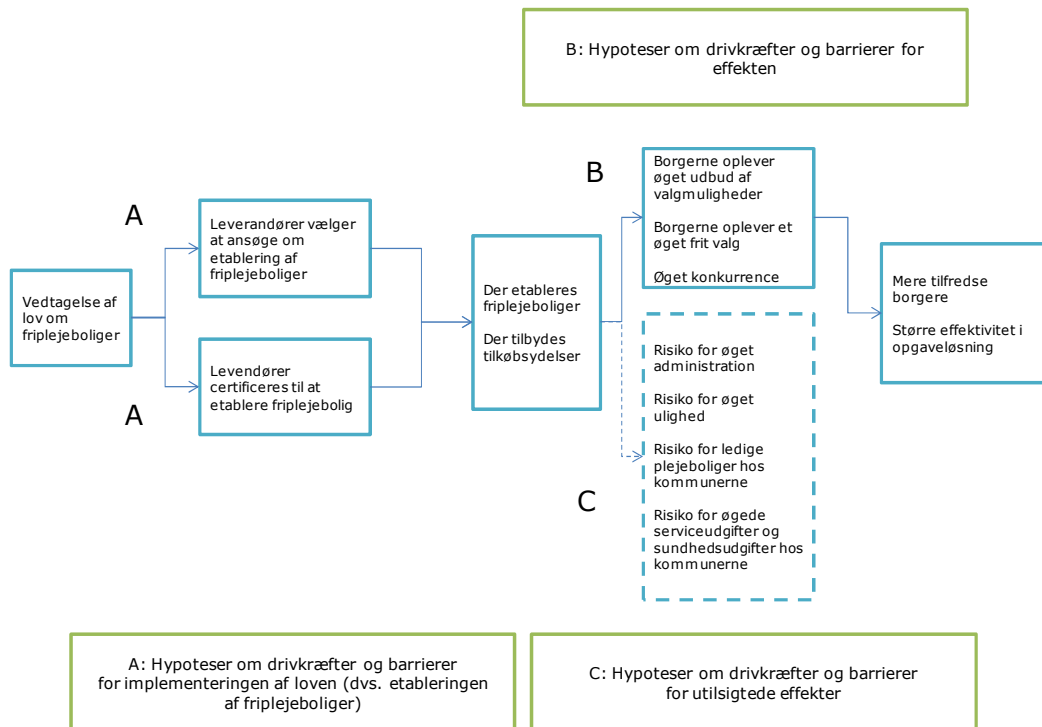 B: Hypoteser om drivkræfter og barrierer for
effekten
A
Vedtagelse af
lov om
friplejeboliger
Leverandører vælger
at ansøge om
etablering af
friplejeboliger
Levendører
certificeres til at
etablere friplejebolig
A
Der etableres
friplejeboliger
Der tilbydes
tilkøbsydelser
B
Borgerne oplever
øget udbud af
valgmuligheder
Borgerne oplever et
øget frit valg
Øget konkurrence
C
Risiko for øget
administration
Risiko for øget
ulighed
Risiko for ledige
plejeboliger hos
kommunerne
Risiko for øgede
serviceudgifter og
sundhedsudgifter hos
kommunerne
Mere tilfredse
borgere
Større effektivitet i
opgaveløsning
A: Hypoteser om drivkræfter og barrierer
for implementeringen af loven (dvs. etableringen
af friplejeboliger)
C: Hypoteser om drivkræfter og barrierer
for utilsigtede effekter